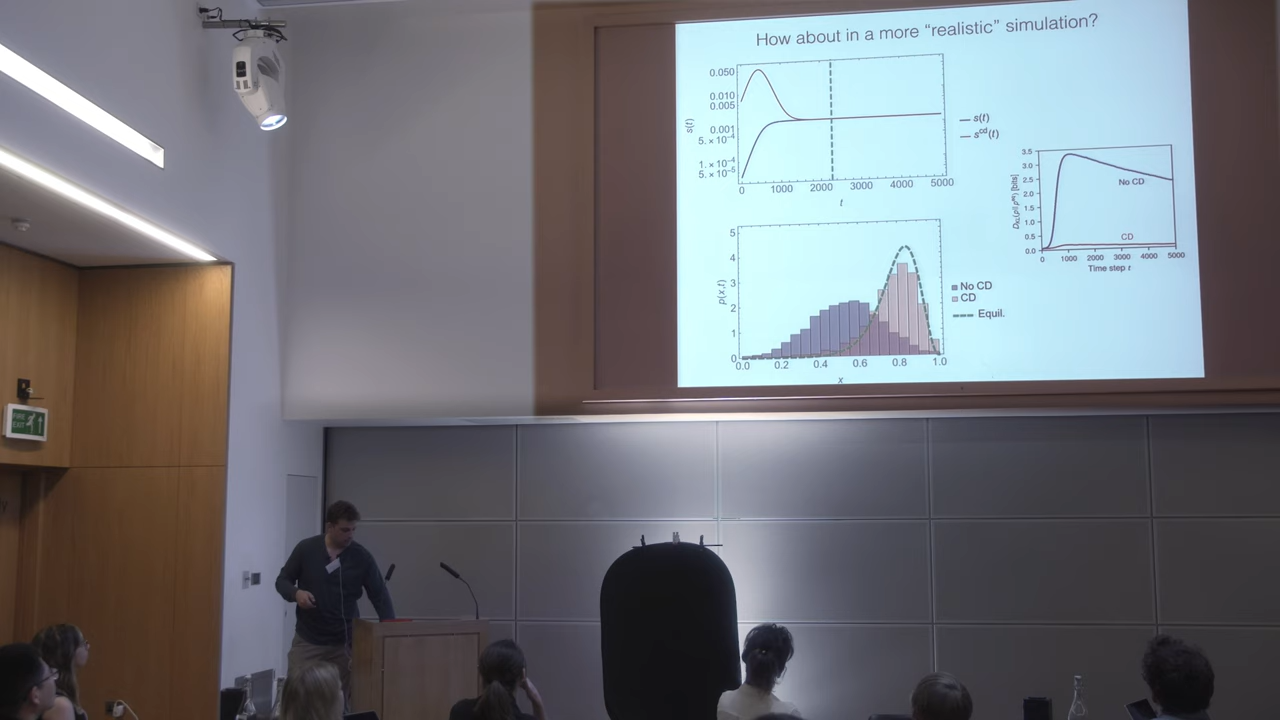 How about in a more “realistic” simulation?
0.050
0.010
0.005
0.001
5.×10⁻⁴
1.×10⁻⁴
5.×10⁻⁵
s(t)
0 1000 2000 3000 4000 5000
t
s(t)
s^cd(t)
3.5
3.0
2.5
2.0
1.5
1.0
0.5
0.0
No CD
CD
0 1000 2000 3000 4000 5000
Time step t
5
4
3
2
1
0
p(x,t)
0.0 0.2 0.4 0.6 0.8 1.0
x
No CD
CD
Equil.
FIRE
EXIT